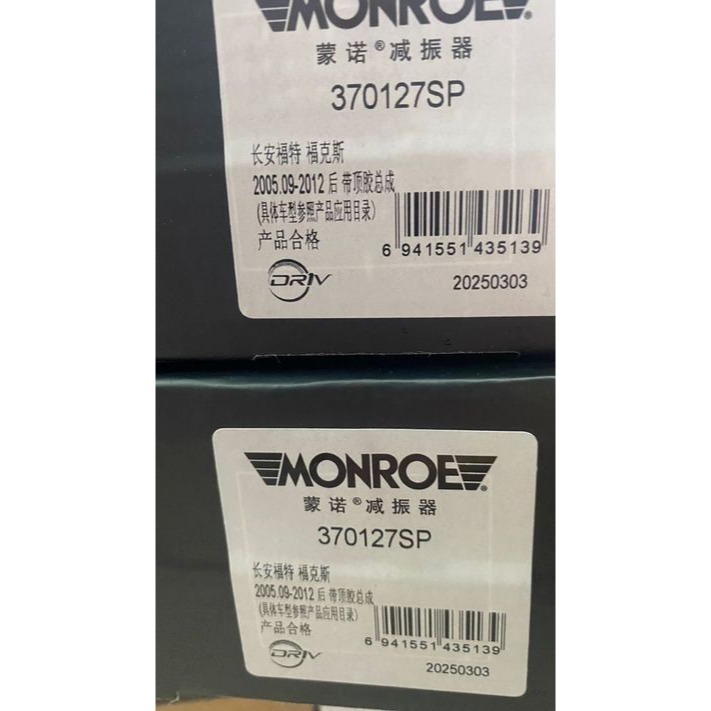 MONROE
蒙诺®减振器
370127SP
长安福特 福克斯
2005.09-2012 后 带顶胶总成
(具体车型参照产品应用目录)
产品合格
6 941551 435139
DRiV
20250303
MONROE
蒙诺®减振器
370127SP
长安福特 福克斯
2005.09-2012 后 带顶胶总成
(具体车型参照产品应用目录)
产品合格
6 941551 435139
DRiV
20250303